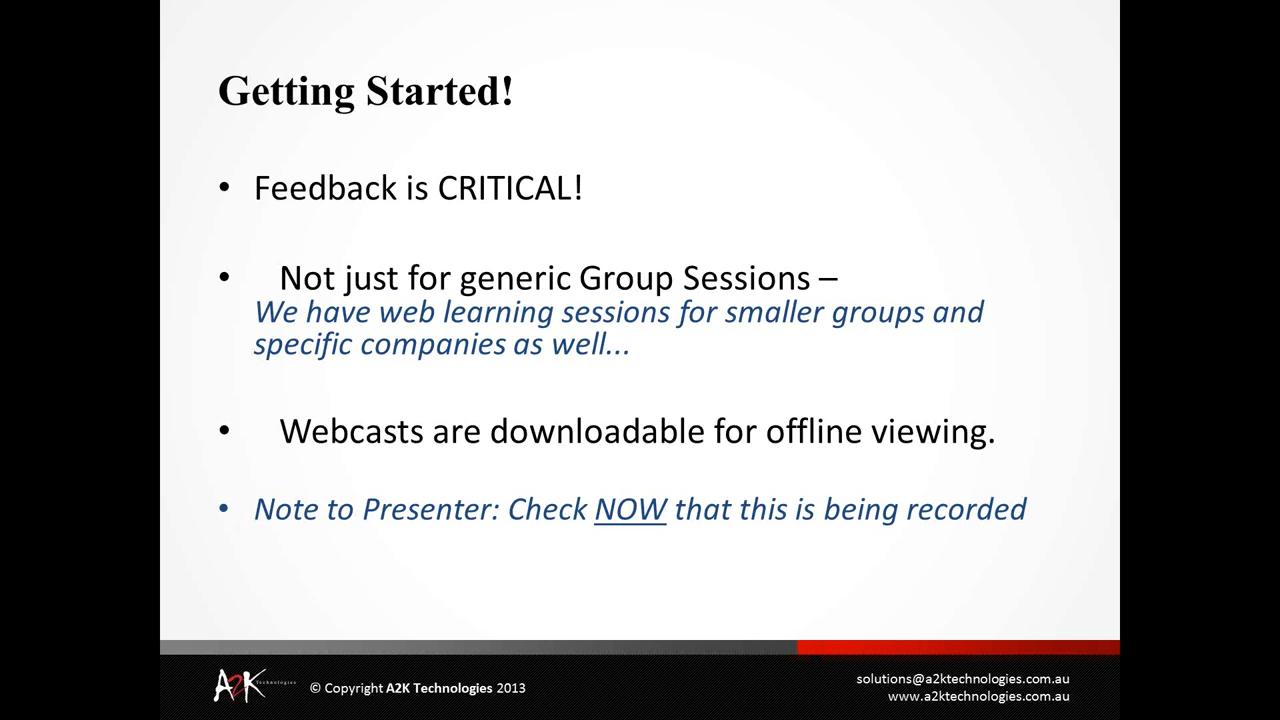 Getting Started!
• Feedback is CRITICAL!
• Not just for generic Group Sessions –
We have web learning sessions for smaller groups and
specific companies as well...
• Webcasts are downloadable for offline viewing.
• Note to Presenter: Check NOW that this is being recorded
A2K Technologies
© Copyright A2K Technologies 2013
solutions@a2ktechnologies.com.au
www.a2ktechnologies.com.au